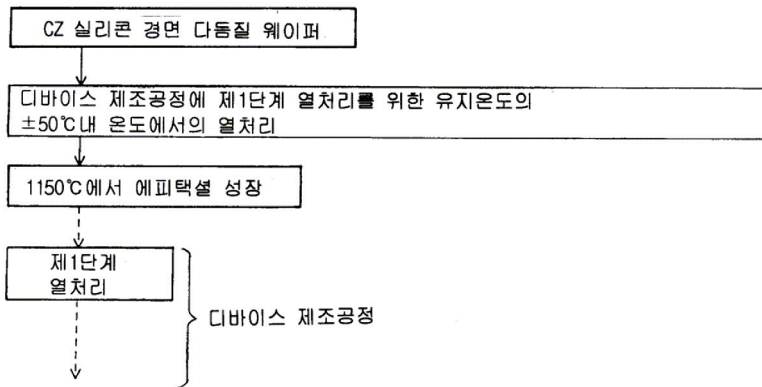 CZ 실리콘 경면 다듬질 웨이퍼
디바이스 제조공정에 제1단계 열처리를 위한 유지온도의
±50℃내 온도에서의 열처리
1150℃에서 에피택셜 성장
제1단계
열처리
디바이스 제조공정